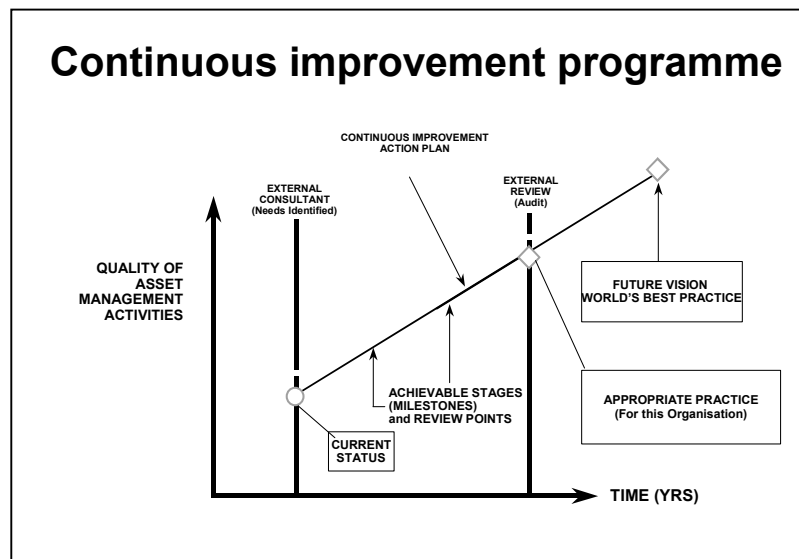 Continuous improvement programme
CONTINUOUS IMPROVEMENT
ACTION PLAN
EXTERNAL
CONSULTANT
(Needs Identified)
EXTERNAL
REVIEW
(Audit)
QUALITY OF
ASSET
MANAGEMENT
ACTIVITIES
FUTURE VISION
WORLD'S BEST PRACTICE
ACHIEVABLE STAGES
(MILESTONES)
and REVIEW POINTS
APPROPRIATE PRACTICE
(For this Organisation)
CURRENT
STATUS
TIME (YRS)